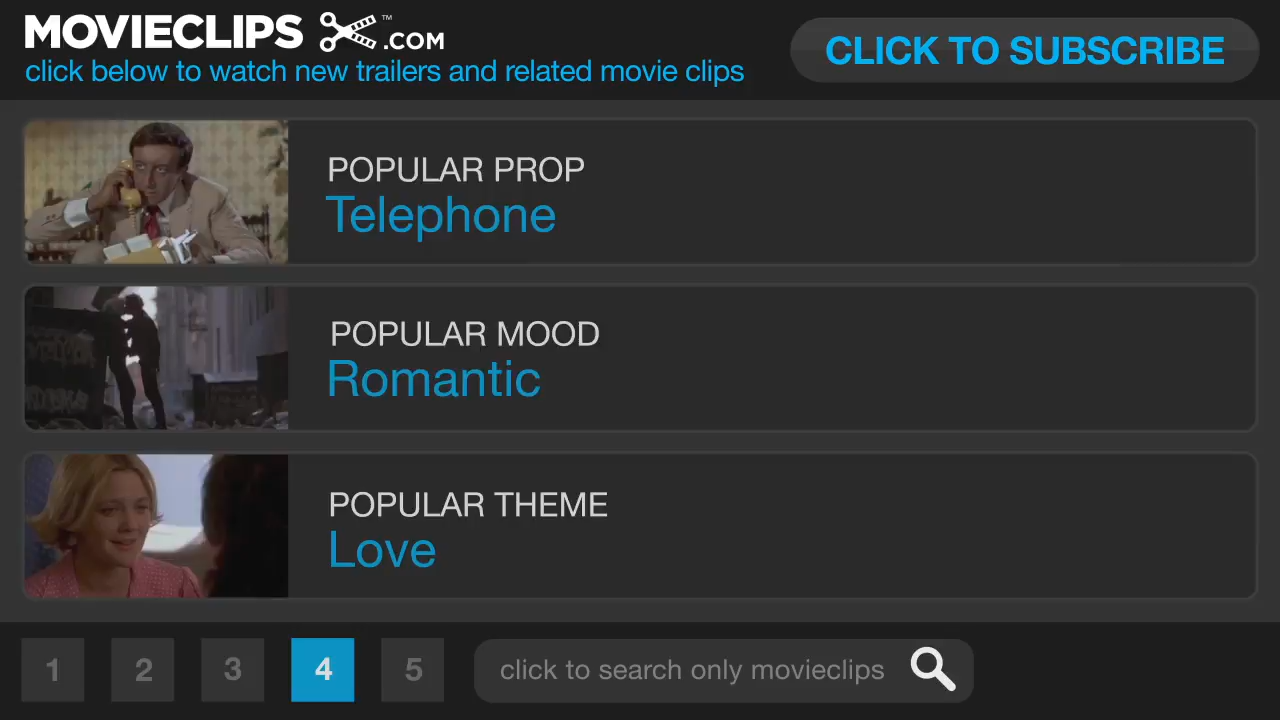 MOVIECLIPS ™ .COM
CLICK TO SUBSCRIBE
click below to watch new trailers and related movie clips
POPULAR PROP
Telephone
POPULAR MOOD
Romantic
POPULAR THEME
Love
1 2 3 4 5
click to search only movieclips